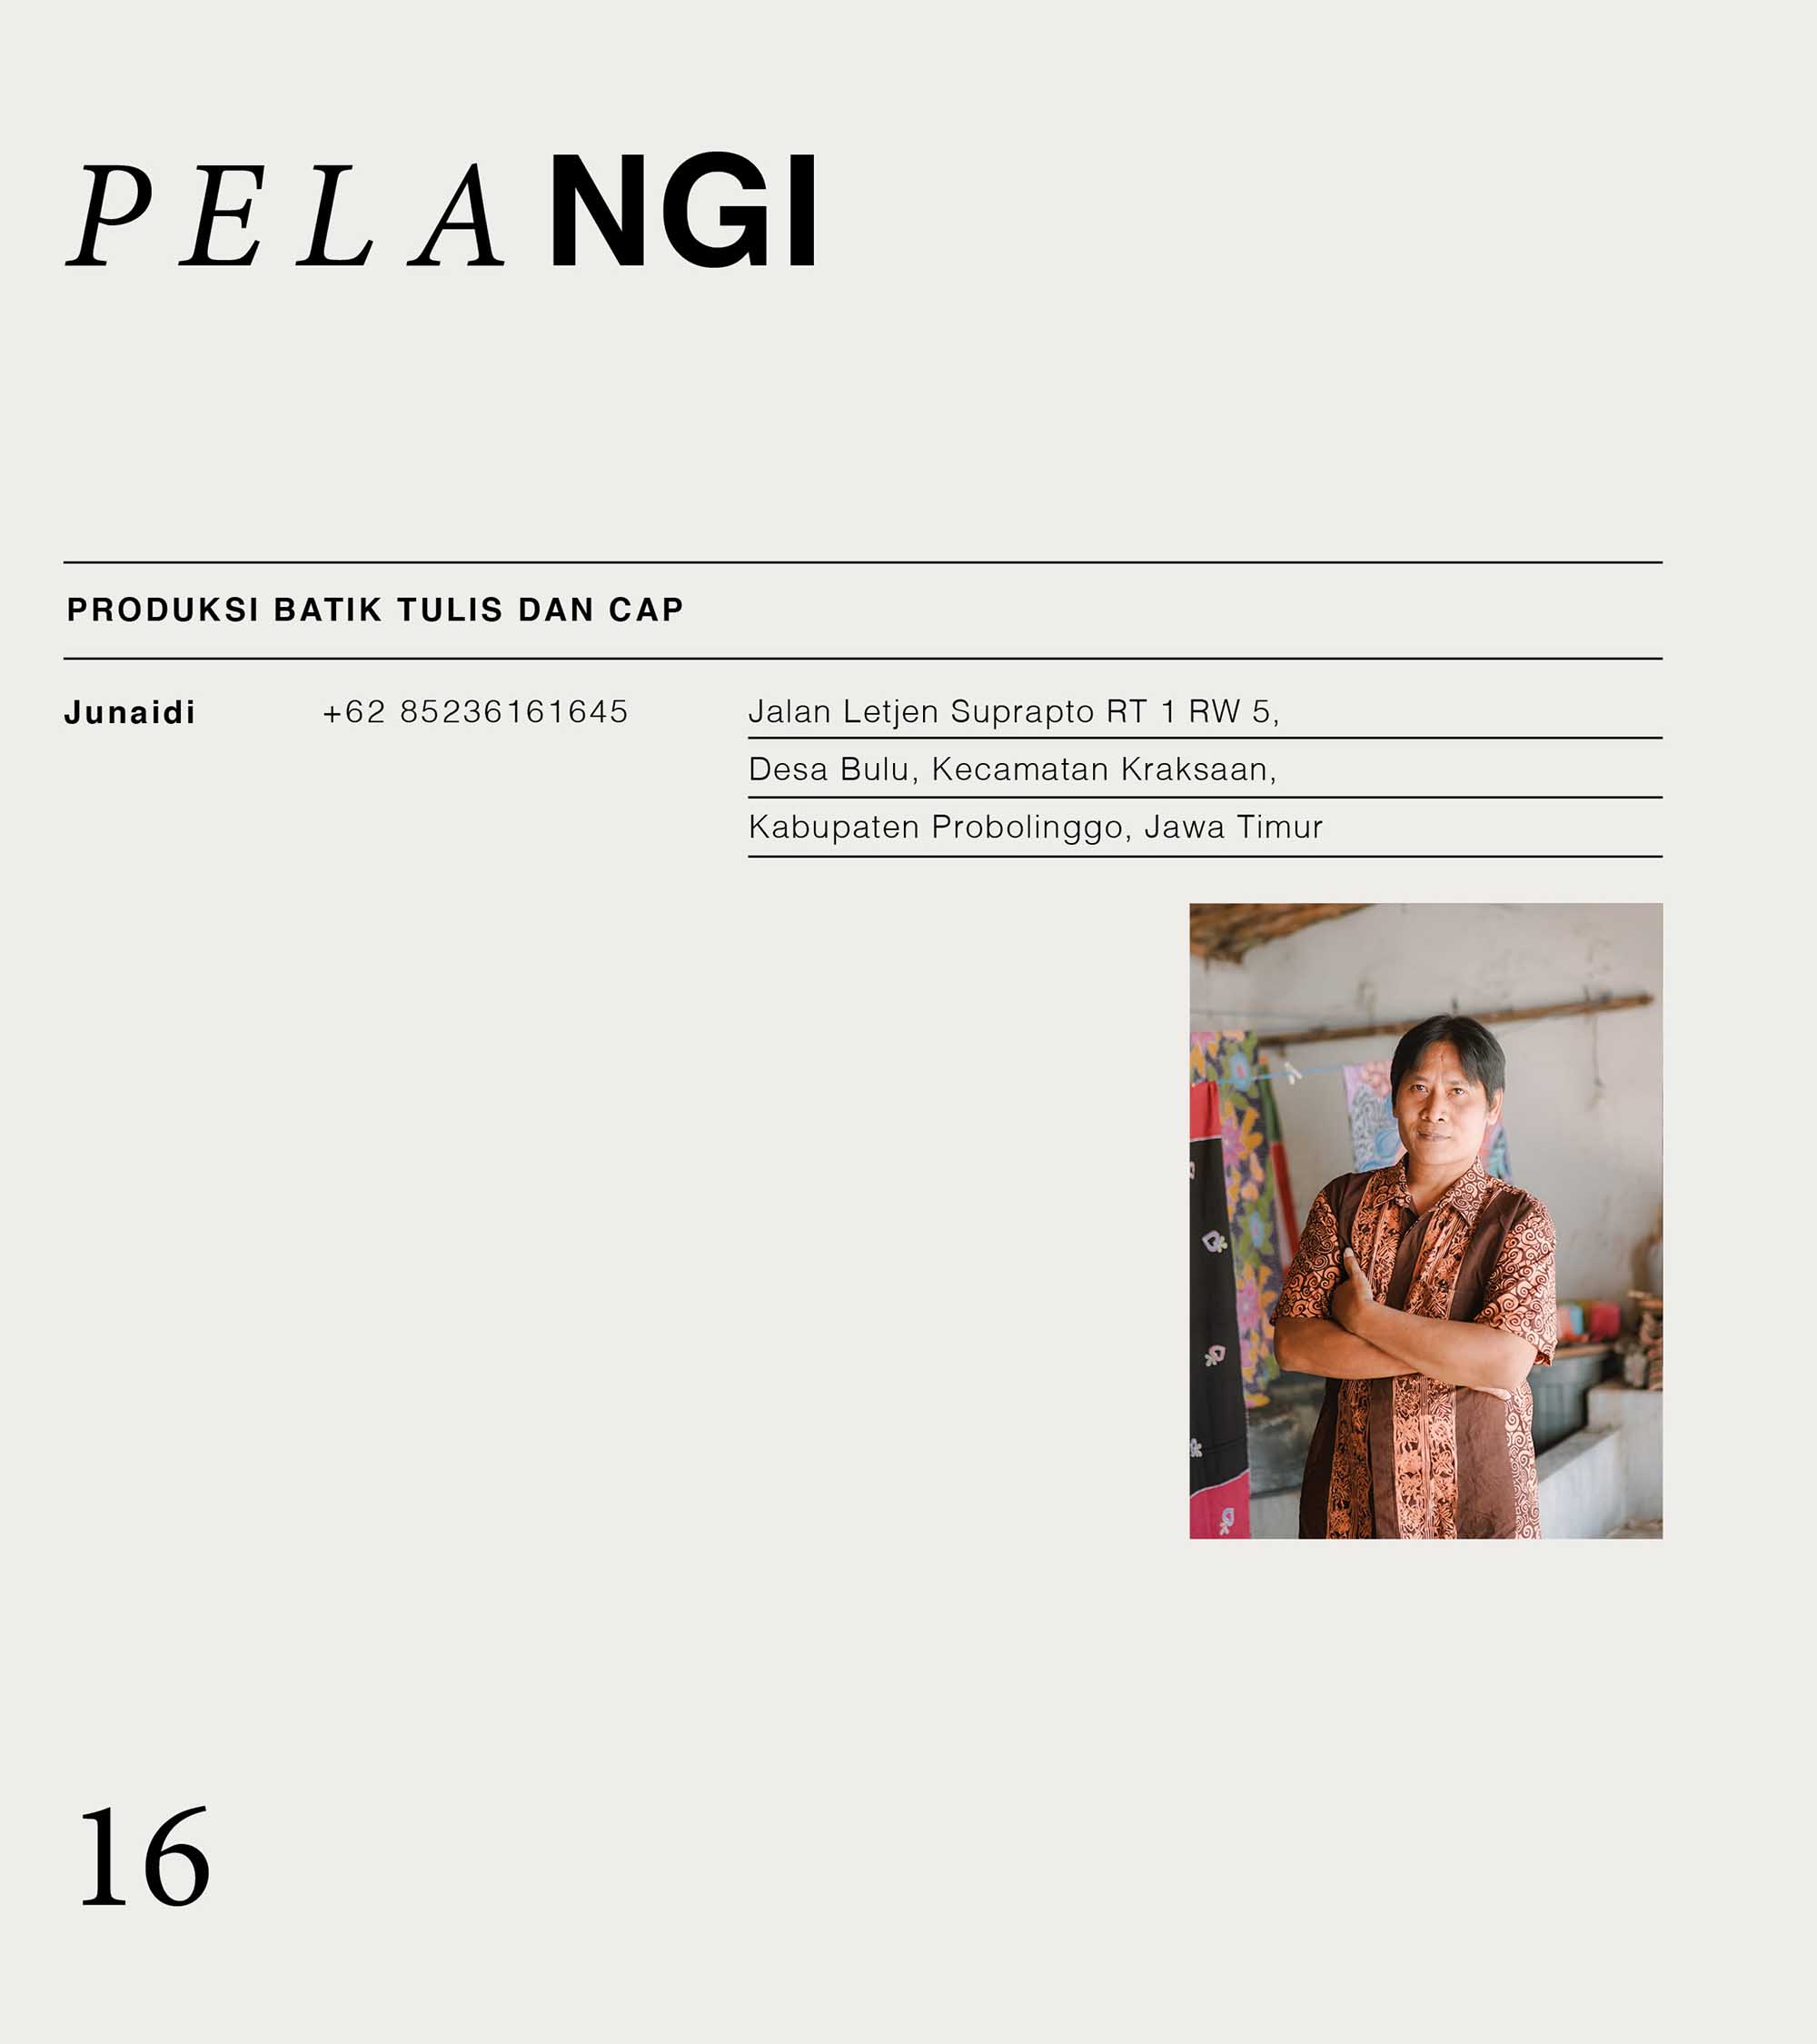 PELANGI
PRODUKSI BATIK TULIS DAN CAP
Junaidi
+62 85236161645
Jalan Letjen Suprapto RT 1 RW 5,
Desa Bulu, Kecamatan Kraksaan,
Kabupaten Probolinggo, Jawa Timur
16